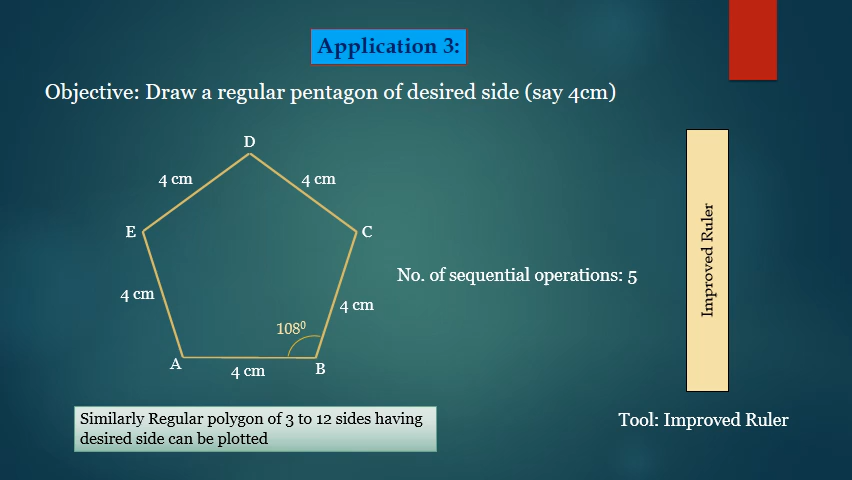 Application 3:
Objective: Draw a regular pentagon of desired side (say 4cm)
D
4 cm
4 cm
E
C
4 cm
4 cm
108⁰
A
B
4 cm
No. of sequential operations: 5
Improved Ruler
Tool: Improved Ruler
Similarly Regular polygon of 3 to 12 sides having
desired side can be plotted